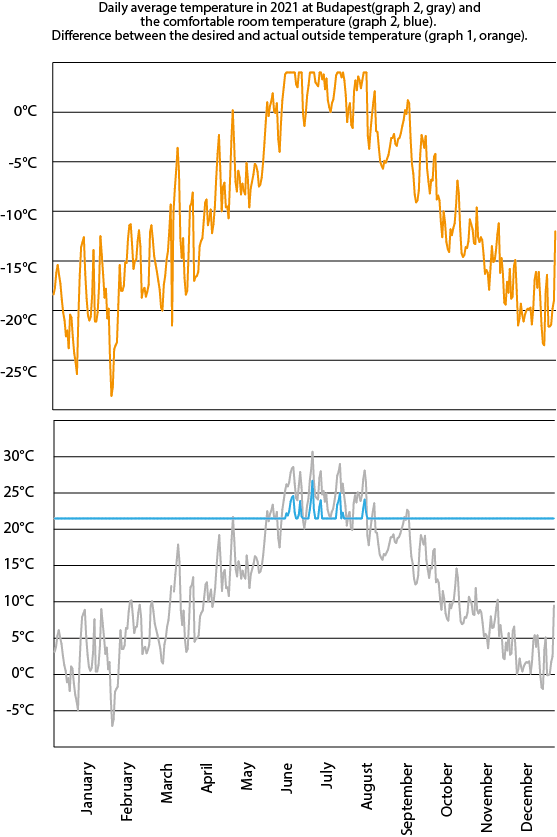 Daily average temperature in 2021 at Budapest(graph 2, gray) and
the comfortable room temperature (graph 2, blue).
Difference between the desired and actual outside temperature (graph 1, orange).
0°C
-5°C
-10°C
-15°C
-20°C
-25°C
30°C
25°C
20°C
15°C
10°C
5°C
0°C
-5°C
January
February
March
April
May
June
July
August
September
October
November
December